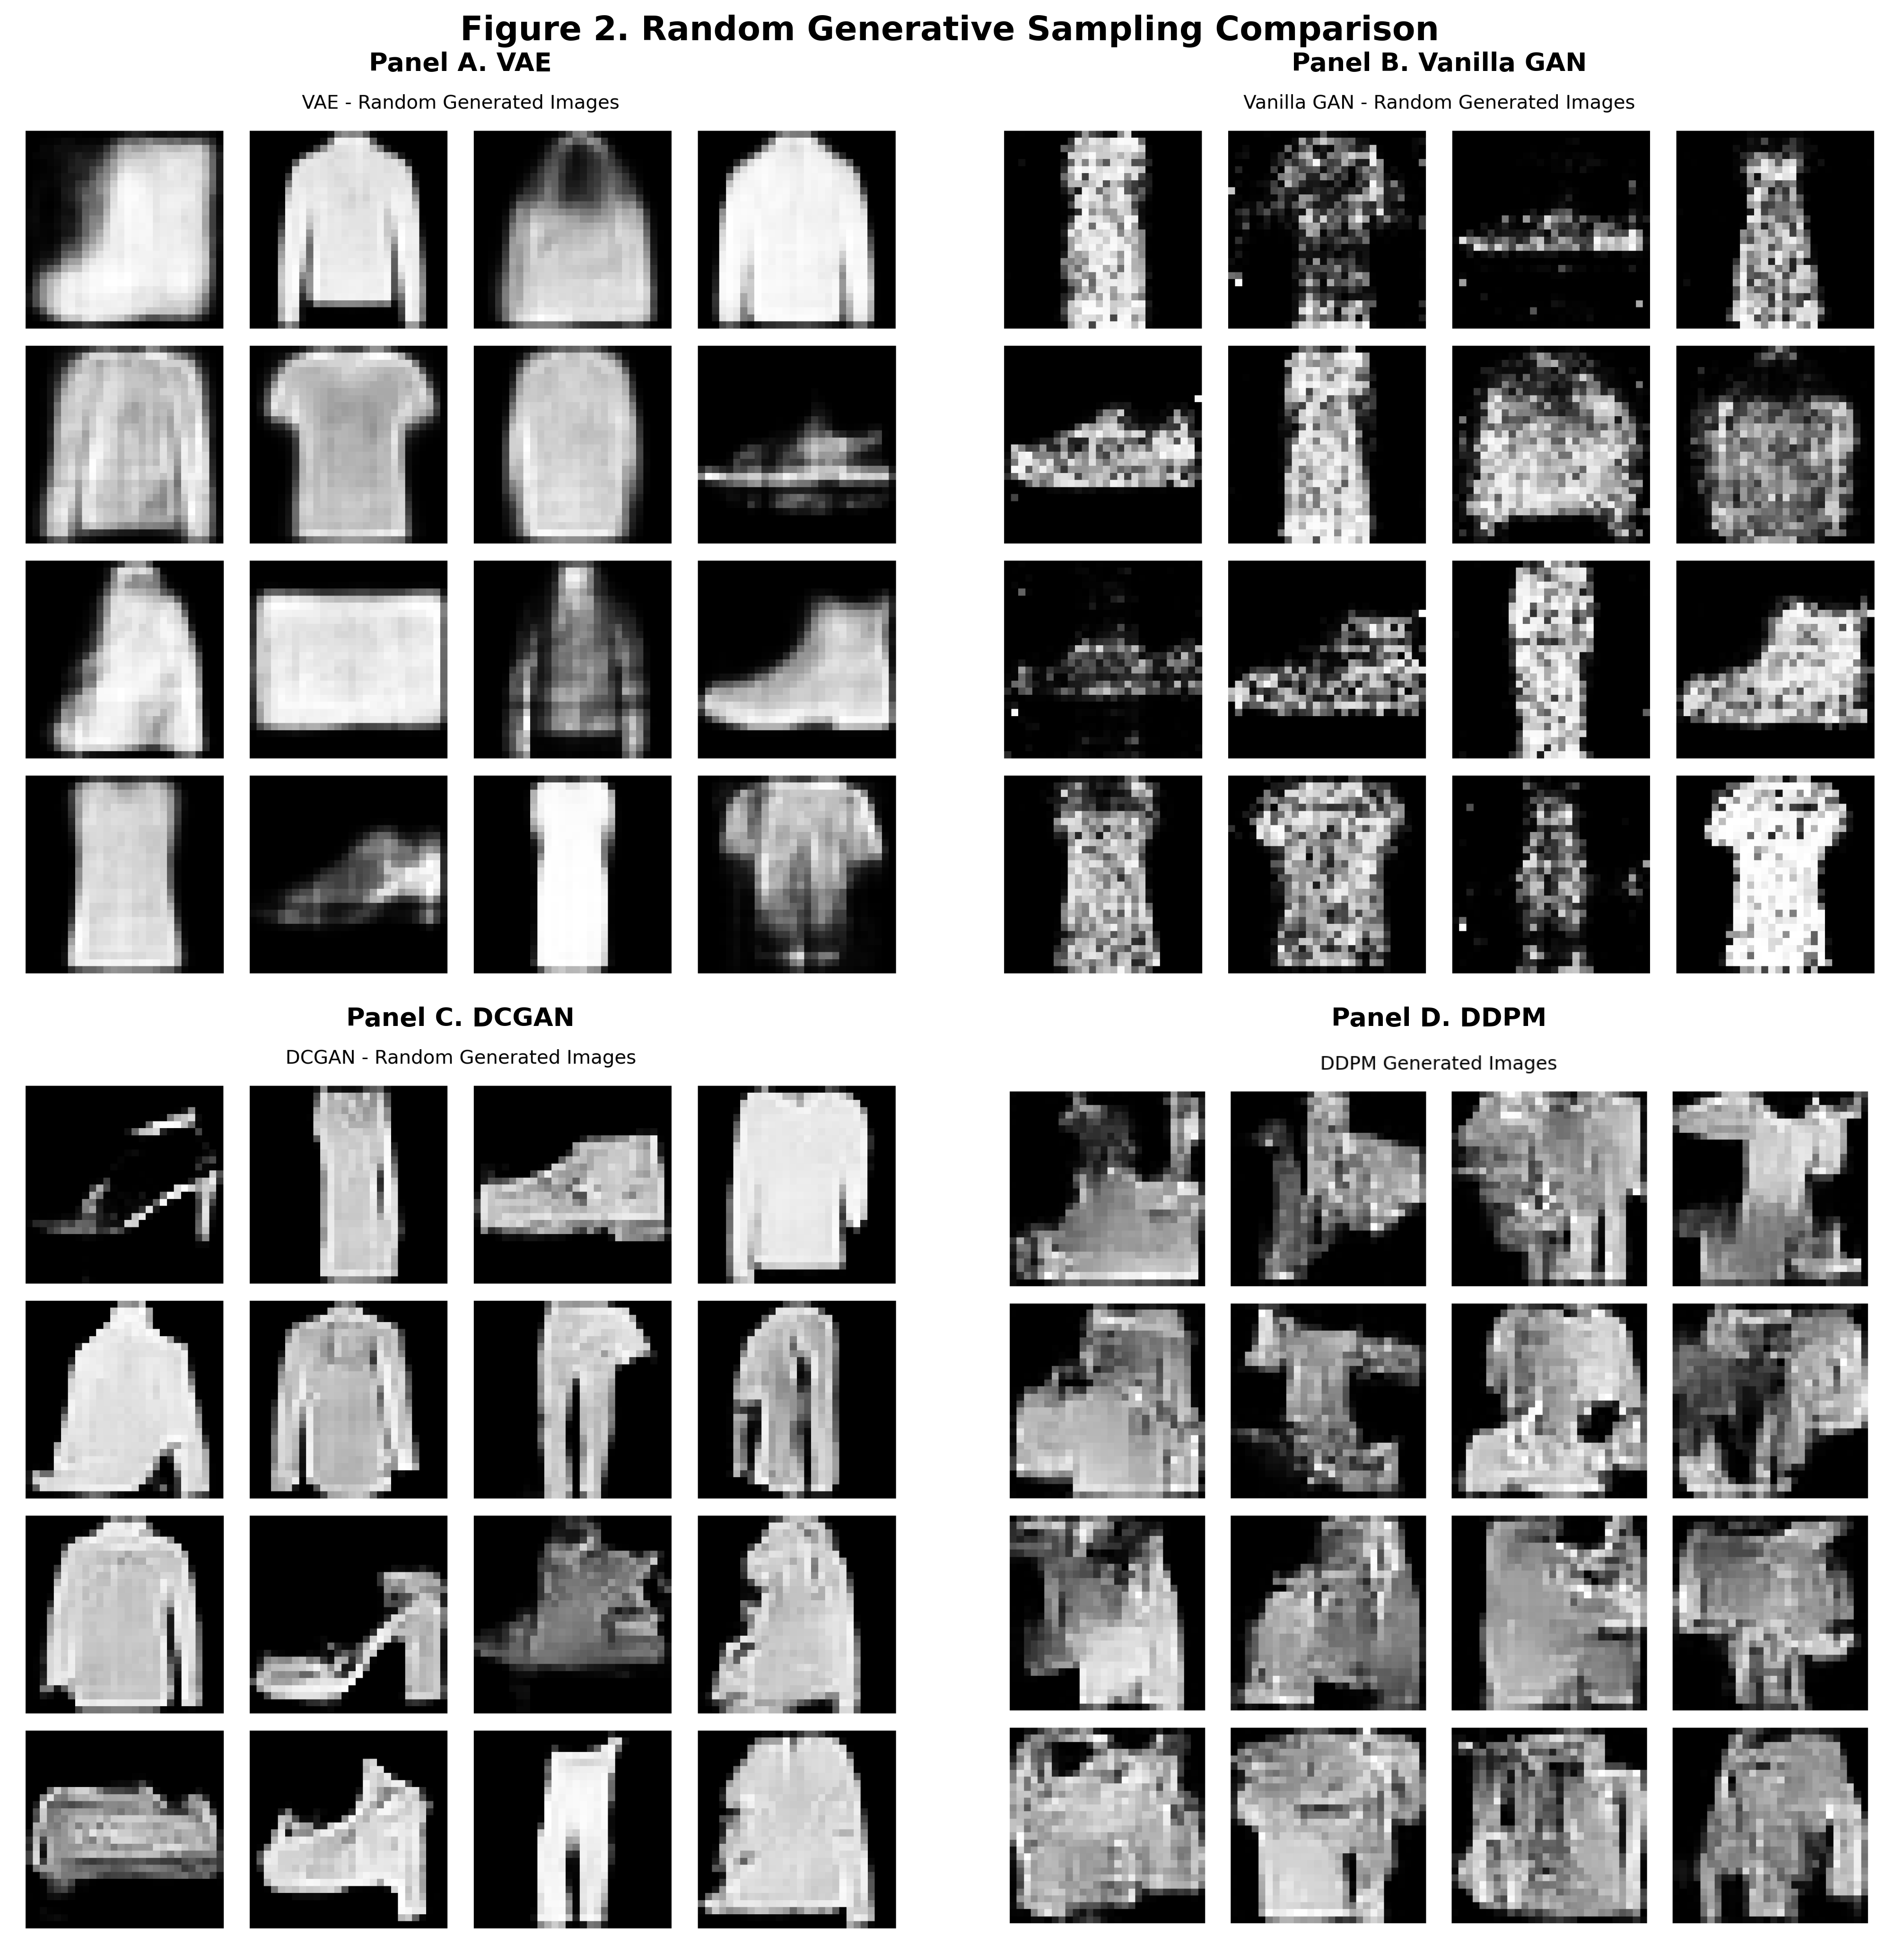 Figure 2. Random Generative Sampling Comparison
Panel A. VAE
VAE - Random Generated Images
Panel B. Vanilla GAN
Vanilla GAN - Random Generated Images
Panel C. DCGAN
DCGAN - Random Generated Images
Panel D. DDPM
DDPM Generated Images